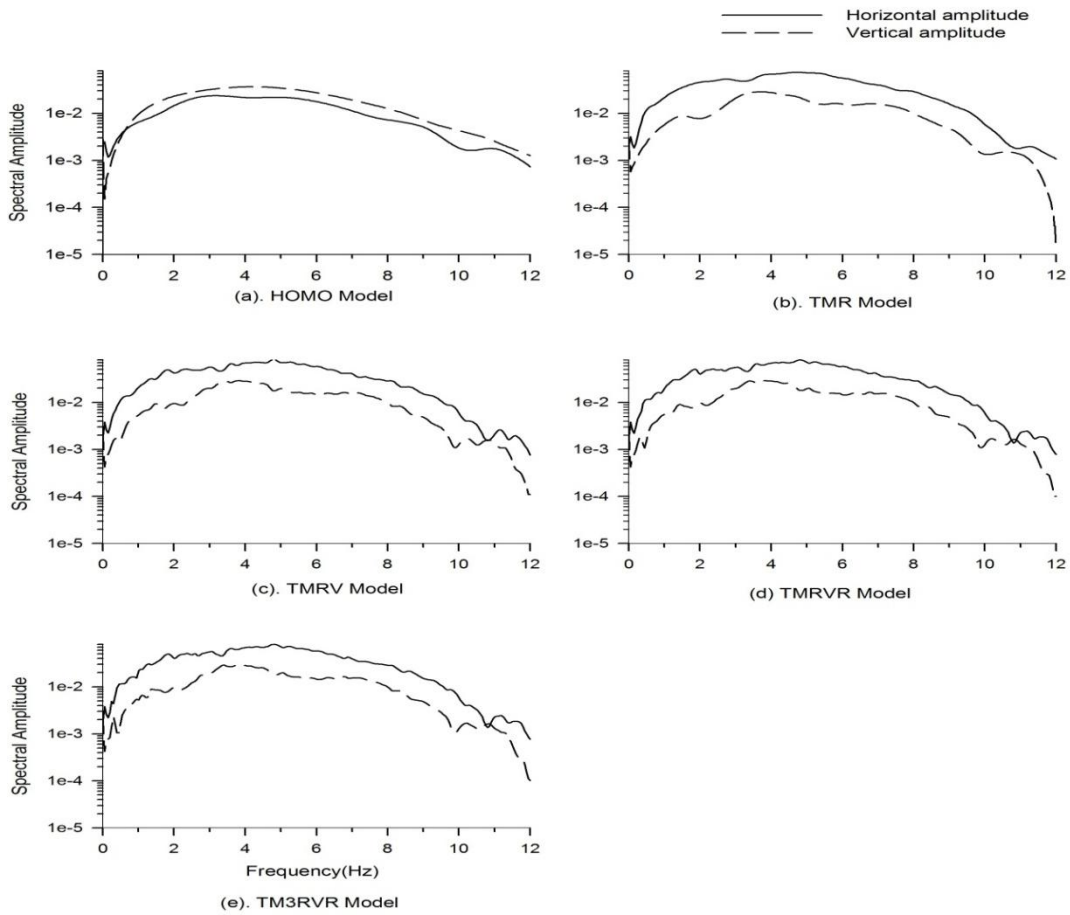 Horizontal amplitude
Vertical amplitude
Spectral Amplitude
1e-2
1e-3
1e-4
1e-5
0 2 4 6 8 10 12
(a). HOMO Model
1e-2
1e-3
1e-4
1e-5
0 2 4 6 8 10 12
(b). TMR Model
Spectral Amplitude
1e-2
1e-3
1e-4
1e-5
0 2 4 6 8 10 12
(c). TMRV Model
1e-2
1e-3
1e-4
1e-5
0 2 4 6 8 10 12
(d) TMRVR Model
Spectral Amplitude
1e-2
1e-3
1e-4
1e-5
0 2 4 6 8 10 12
Frequency(Hz)
(e). TM3RVR Model